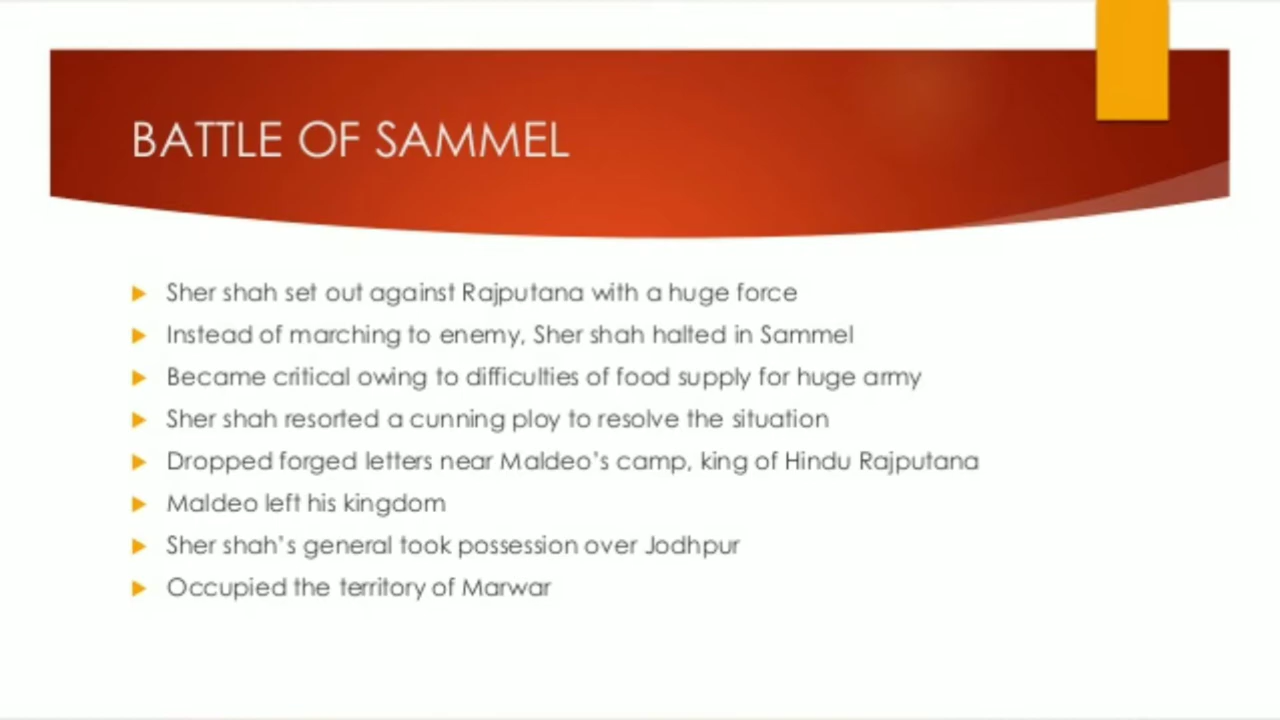 BATTLE OF SAMMEL
Sher shah set out against Rajputana with a huge force
Instead of marching to enemy, Sher shah halted in Sammel
Became critical owing to difficulties of food supply for huge army
Sher shah resorted a cunning ploy to resolve the situation
Dropped forged letters near Maldeo's camp, king of Hindu Rajputana
Maldeo left his kingdom
Sher shah's general took possession over Jodhpur
Occupied the territory of Marwar